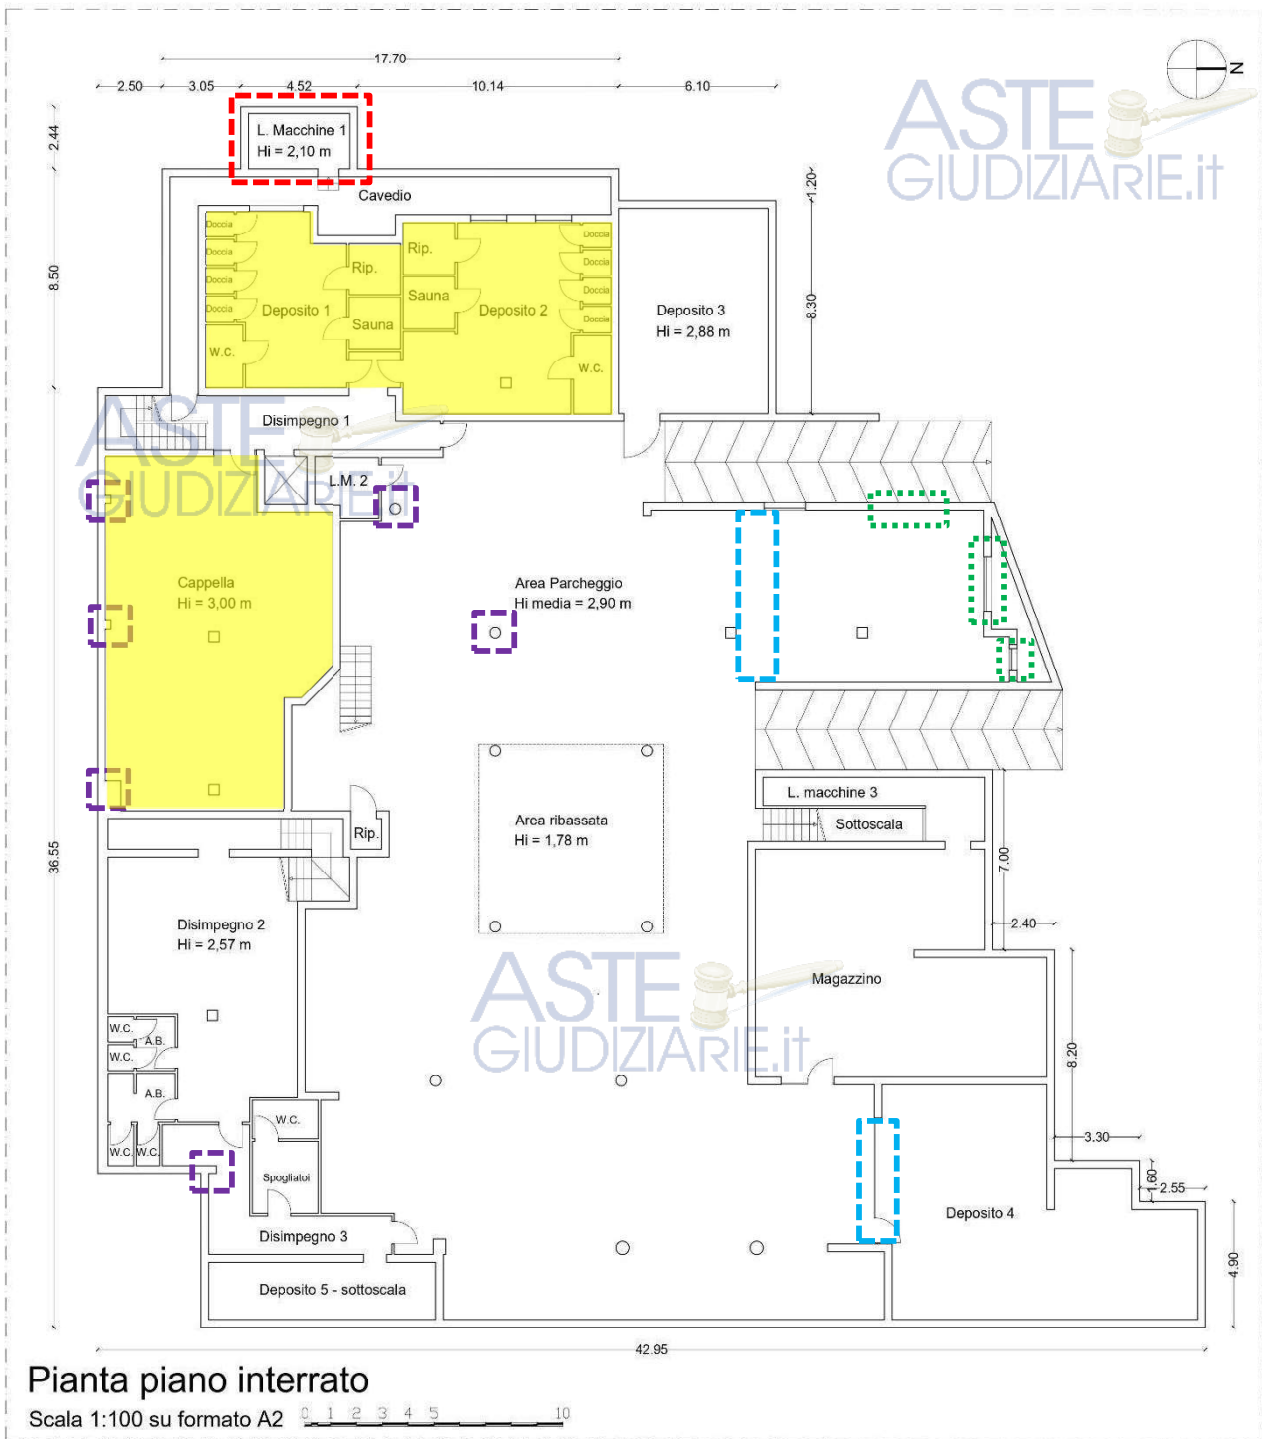 17.70
2.50
3.05
4.52
10.14
6.10
N
ASTE
GIUDIZIARIE.it
2.44
L. Macchine 1
Hi = 2,10 m
Cavedio
1.20
8.50
Doccia
Doccia
Doccia
Doccia
Rip.
Rip.
Doccia
Doccia
Doccia
Doccia
Sauna
Deposito 1
Sauna
Deposito 2
Deposito 3
Hi = 2,88 m
8.30
W.C.
W.C.
ASTE
GIUDIZIARIE.it
Disimpegno 1
L.M. 2
Cappella
Hi = 3,00 m
Area Parcheggio
Hi media = 2,90 m
L. macchine 3
Sottoscala
Rip.
Area ribassata
Hi = 1,78 m
36.55
7.00
2.40
Disimpegno 2
Hi = 2,57 m
ASTE
GIUDIZIARIE.it
Magazzino
W.C.
A.B.
W.C.
8.20
A.B.
W.C.
W.C.
W.C.
3.30
Spogliatoi
1.60
2.55
Deposito 4
Disimpegno 3
4.90
Deposito 5 - sottoscala
42.95
Pianta piano interrato
Scala 1:100 su formato A2
0 1 2 3 4 5 10